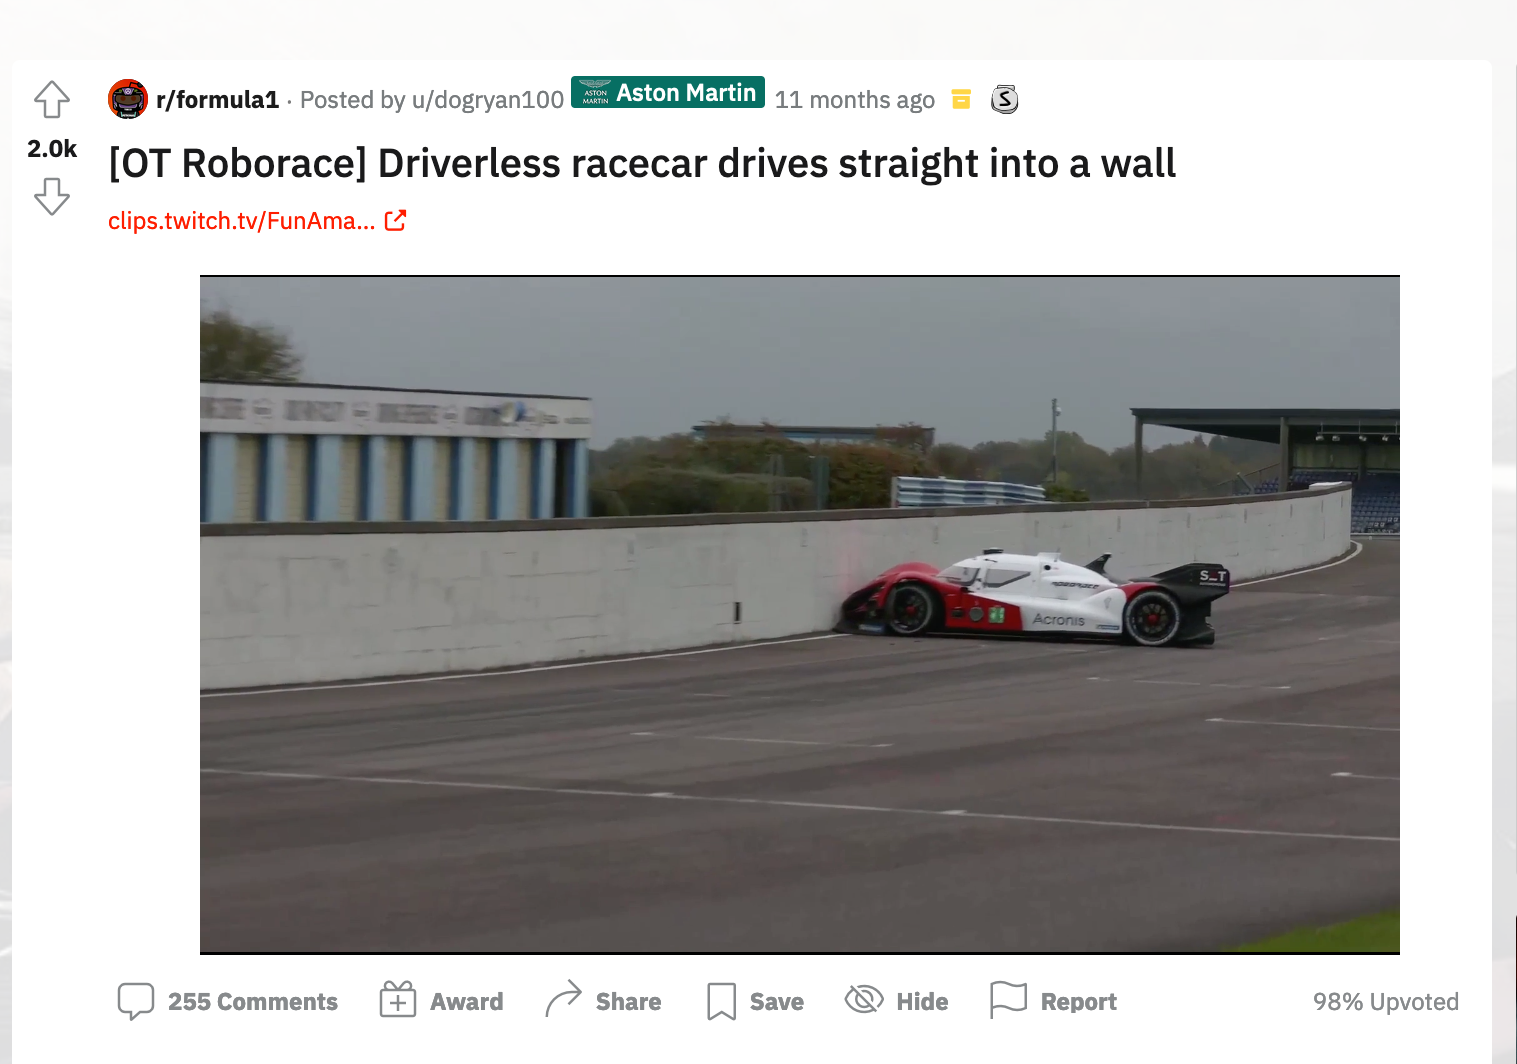 r/formula1 · Posted by u/dogryan100 ASTON MARTIN Aston Martin 11 months ago S
2.0k
[OT Roborace] Driverless racecar drives straight into a wall
clips.twitch.tv/FunAma...
S_T
Acronis
255 Comments Award Share Save Hide Report 98% Upvoted